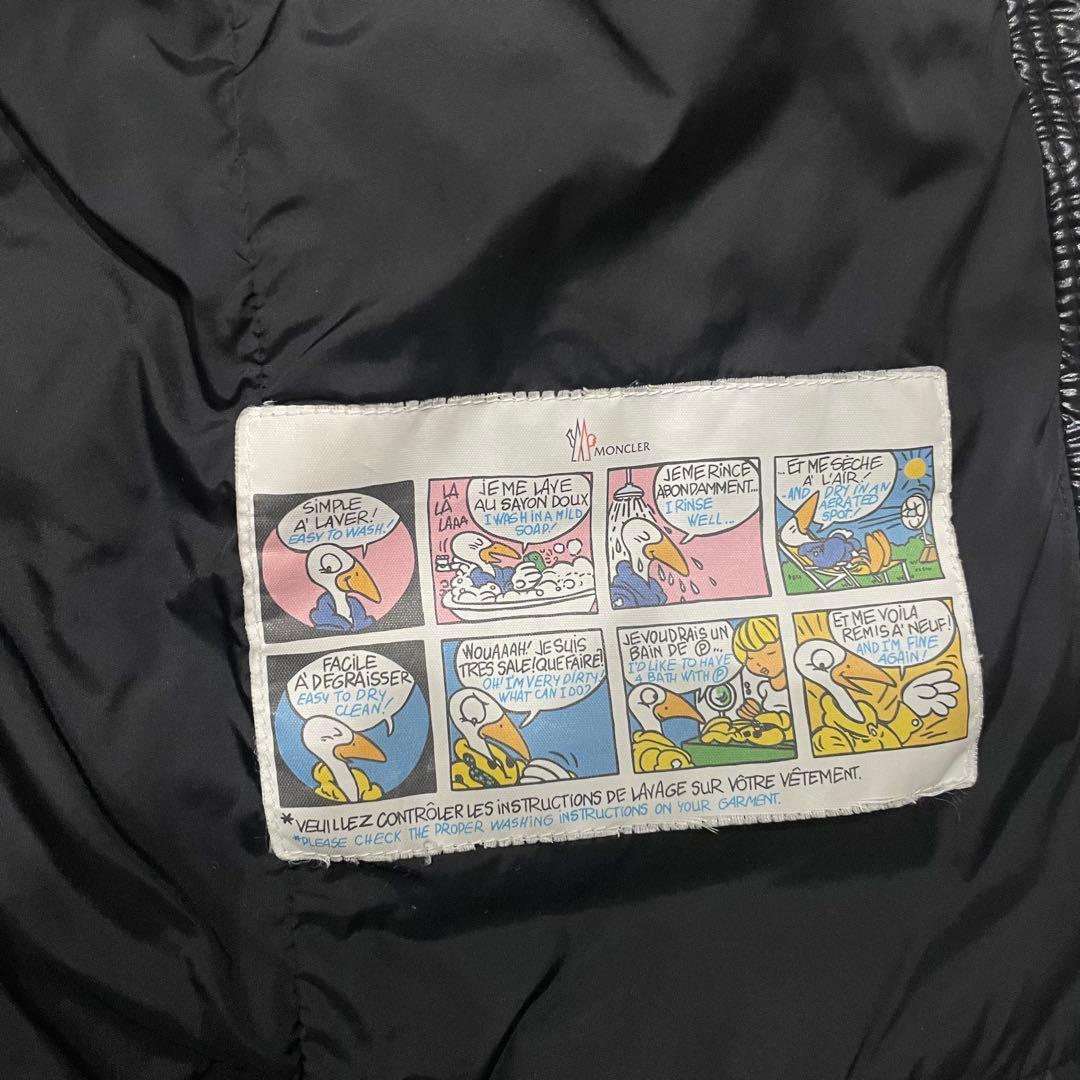 MONCLER
SIMPLE
A' LAVER!
EASY TO WASH!
LA
LA
LAAA
JE ME LAVE
AU SAVON DOUX
I WASH IN A MILD
SOAP!
JE ME RINCE
ABONDAMMENT...
I RINSE
WELL...
...ET ME SÈCHE
A' L'AIR!
...AND I DRY IN AN
AERATED
SPOT!
FACILE
A' DÉGRAISSER
EASY TO DRY
CLEAN!
WOUAAAH! JE SUIS
TRES SALE! QUE FAIRE?
OH! I'M VERY DIRTY!
WHAT CAN I DO?
JE VOUDRAIS UN
BAIN DE Ⓟ...
I'D LIKE TO HAVE
A BATH WITH Ⓟ
ET ME VOILA
REMIS A' NEUF!
AND I'M FINE
AGAIN!
*VEUILLEZ CONTRÔLER LES INSTRUCTIONS DE LAVAGE SUR VÔTRE VÊTEMENT.
*PLEASE CHECK THE PROPER WASHING INSTRUCTIONS ON YOUR GARMENT.